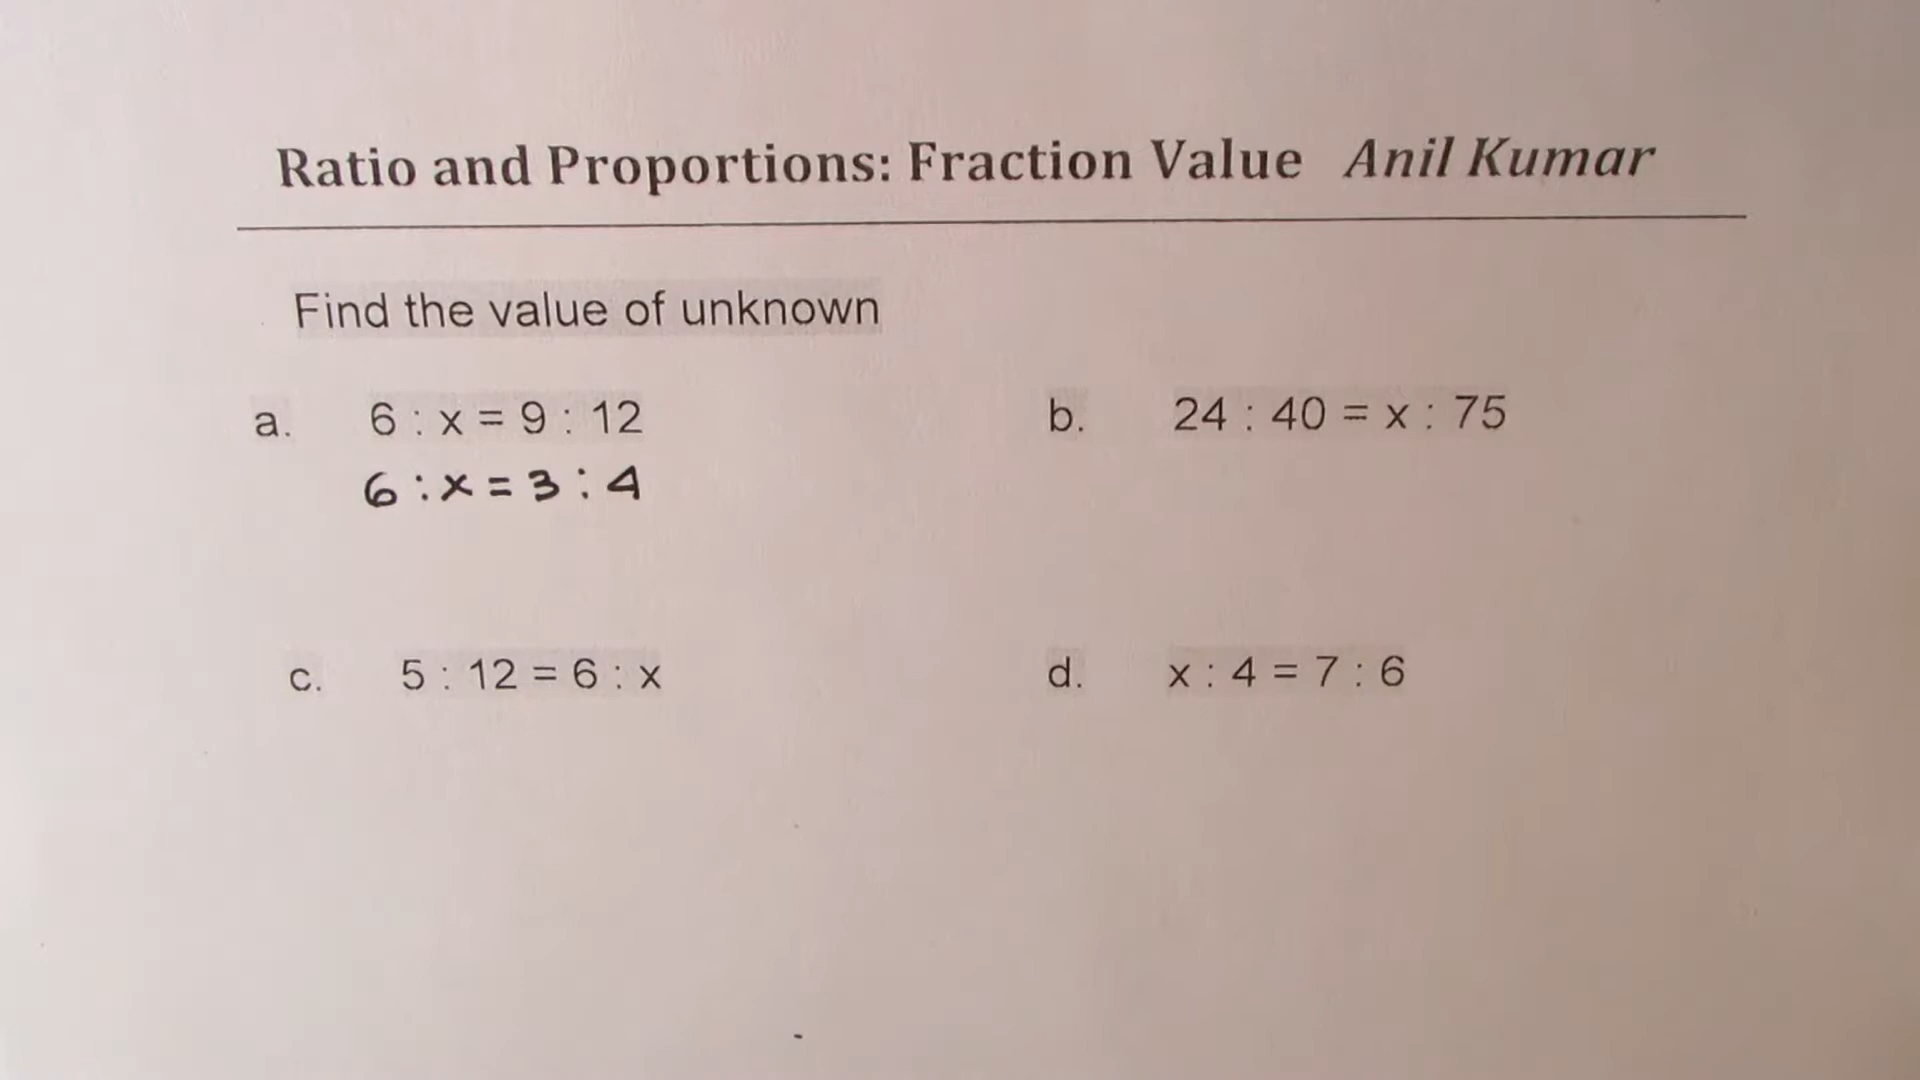 Ratio and Proportions: Fraction Value Anil Kumar
Find the value of unknown
a. 6 : x = 9 : 12
6 : x = 3 : 4
b. 24 : 40 = x : 75
c. 5 : 12 = 6 : x
d. x : 4 = 7 : 6